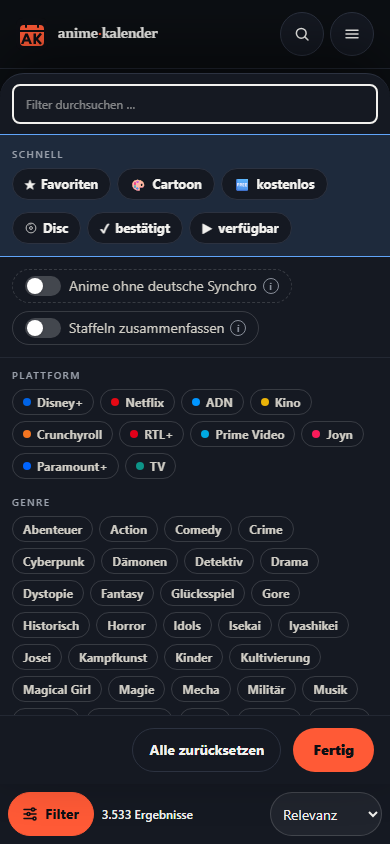 AK anime·kalender
Filter durchsuchen ...
SCHNELL
★ Favoriten Cartoon FREE kostenlos
Disc ✓ bestätigt ▶ verfügbar
Anime ohne deutsche Synchro i
Staffeln zusammenfassen i
PLATTFORM
Disney+ Netflix ADN Kino
Crunchyroll RTL+ Prime Video Joyn
Paramount+ TV
GENRE
Abenteuer Action Comedy Crime
Cyberpunk Dämonen Detektiv Drama
Dystopie Fantasy Glücksspiel Gore
Historisch Horror Idols Isekai Iyashikei
Josei Kampfkunst Kinder Kultivierung
Magical Girl Magie Mecha Militär Musik
Alle zurücksetzen Fertig
Filter 3.533 Ergebnisse Relevanz